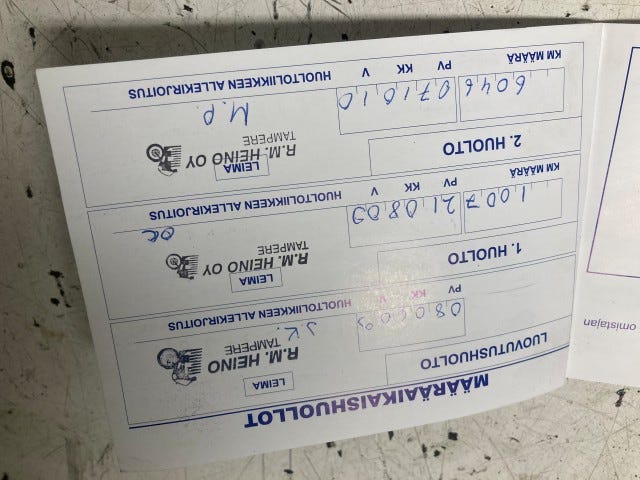 MÄÄRÄAIKAISHUOLLOT
LUOVUTUSHUOLTO
LEIMA
R.M. HEINO
TAMPERE
PV KK V
HUOLTOLIIKKEEN ALLEKIRJOITUS
1. HUOLTO
LEIMA
R.M. HEINO OY
TAMPERE
KM MÄÄRÄ PV KK V HUOLTOLIIKKEEN ALLEKIRJOITUS
1007 210809
2. HUOLTO
LEIMA
R.M. HEINO OY
TAMPERE
KM MÄÄRÄ PV KK V HUOLTOLIIKKEEN ALLEKIRJOITUS
6046 071010 M.P.
omistajan